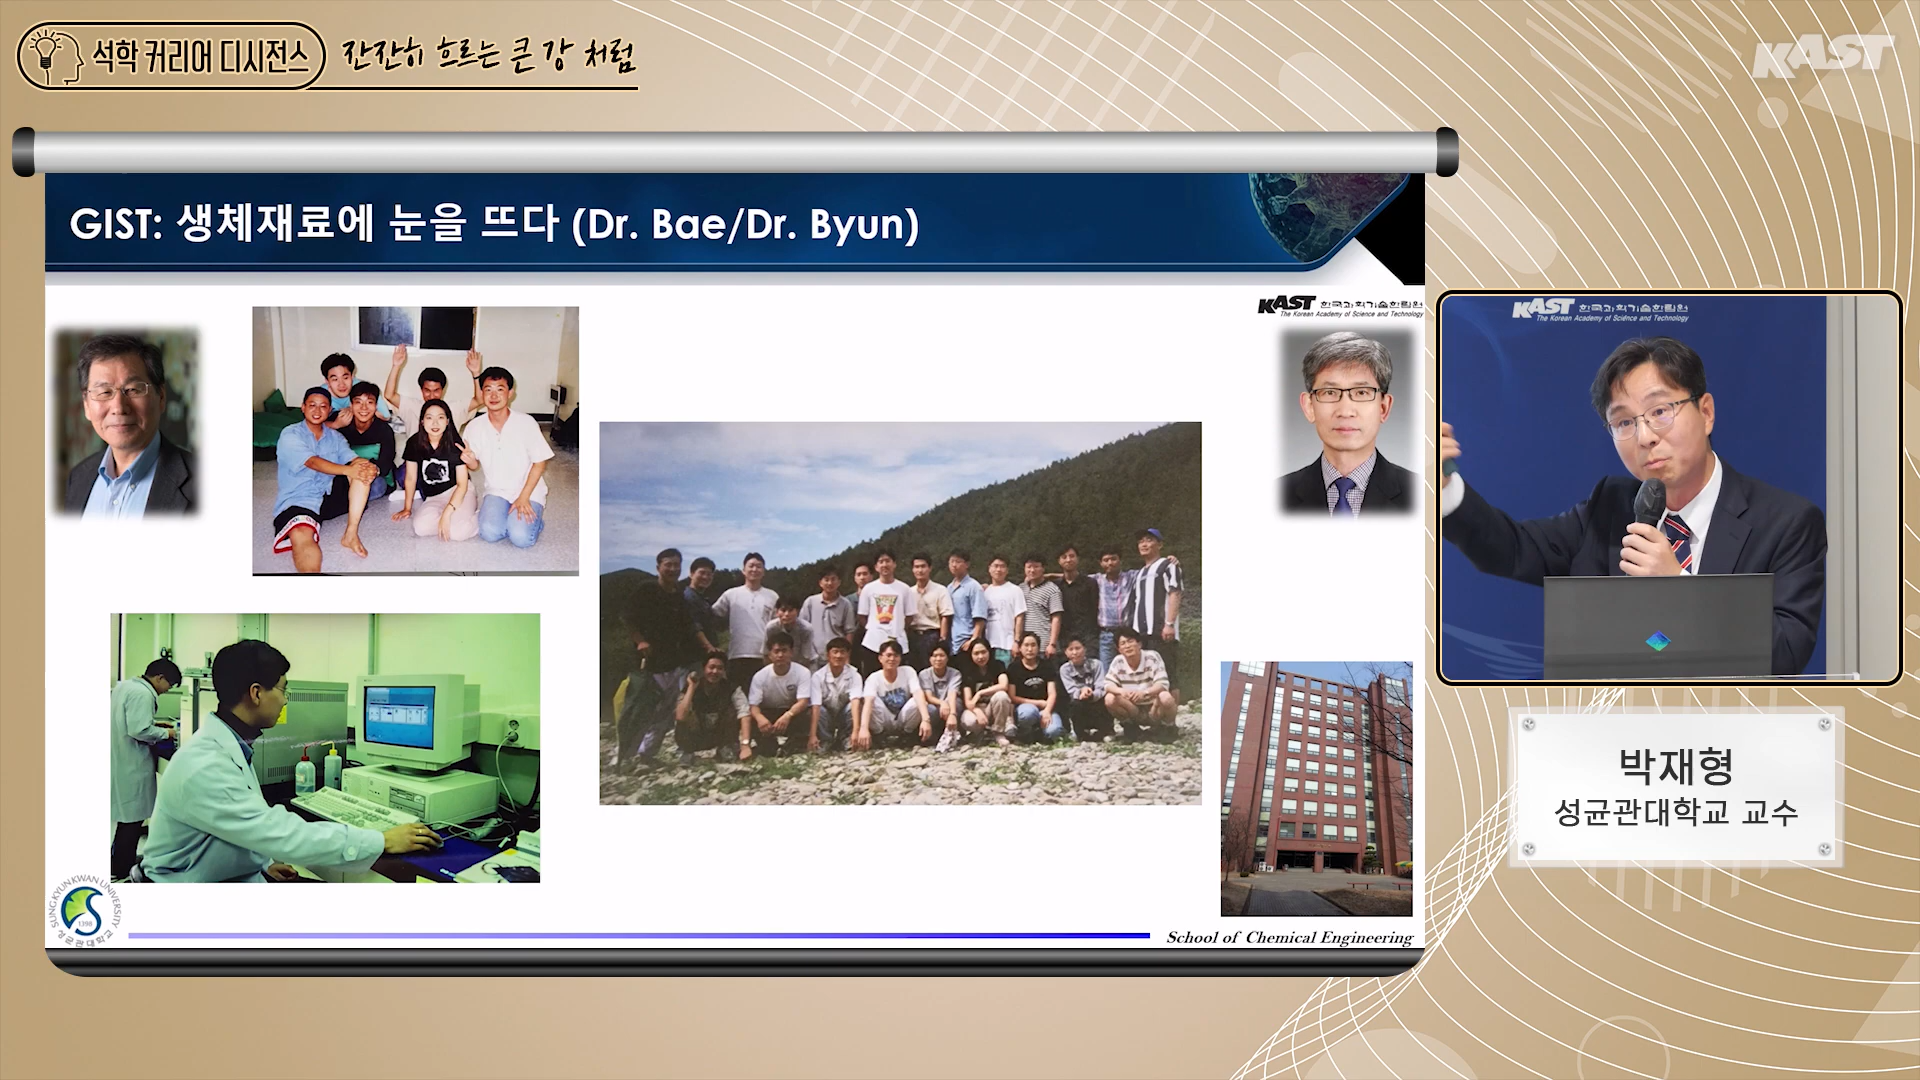 석학 커리어 디시전스 잔잔히 흐르는 큰 강 처럼
KAST
GIST: 생체재료에 눈을 뜨다 (Dr. Bae/Dr. Byun)
KAST 한국과학기술한림원
The Korean Academy of Science and Technology
KAST 한국과학기술한림원
The Korean Academy of Science and Technology
박재형
성균관대학교 교수
SUNG KYUN KWAN UNIVERSITY
1398
성균관대학교
School of Chemical Engineering